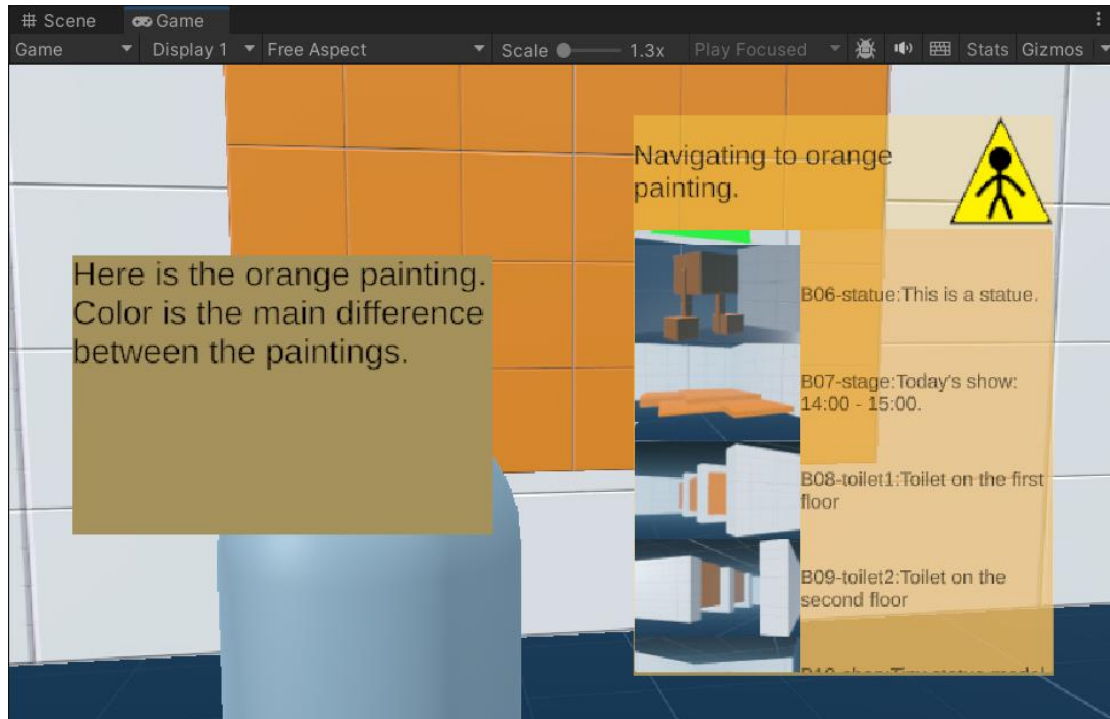 Scene
Game
Game
Display 1
Free Aspect
Scale
1.3x
Play Focused
Stats
Gizmos
Navigating to orange
painting.
Here is the orange painting.
Color is the main difference
between the paintings.
B06-statue:This is a statue.
B07-stage:Today's show:
14:00 - 15:00.
B08-toilet1:Toilet on the first
floor
B09-toilet2:Toilet on the
second floor